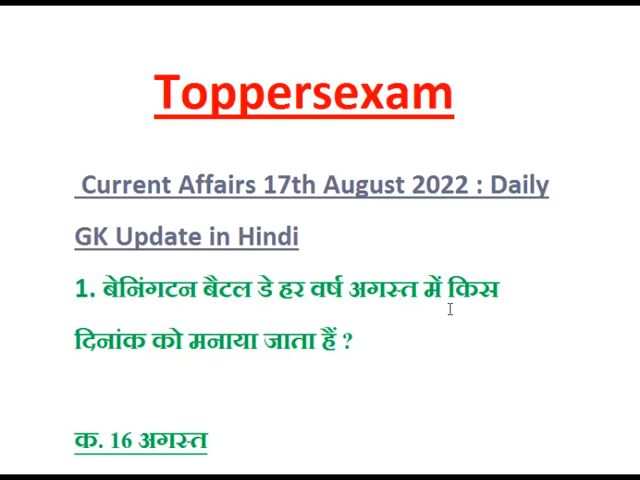 Toppersexam
Current Affairs 17th August 2022 : Daily
GK Update in Hindi
1. बेनिंगटन बैटल डे हर वर्ष अगस्त में किस
दिनांक को मनाया जाता हैं ?
क. 16 अगस्त